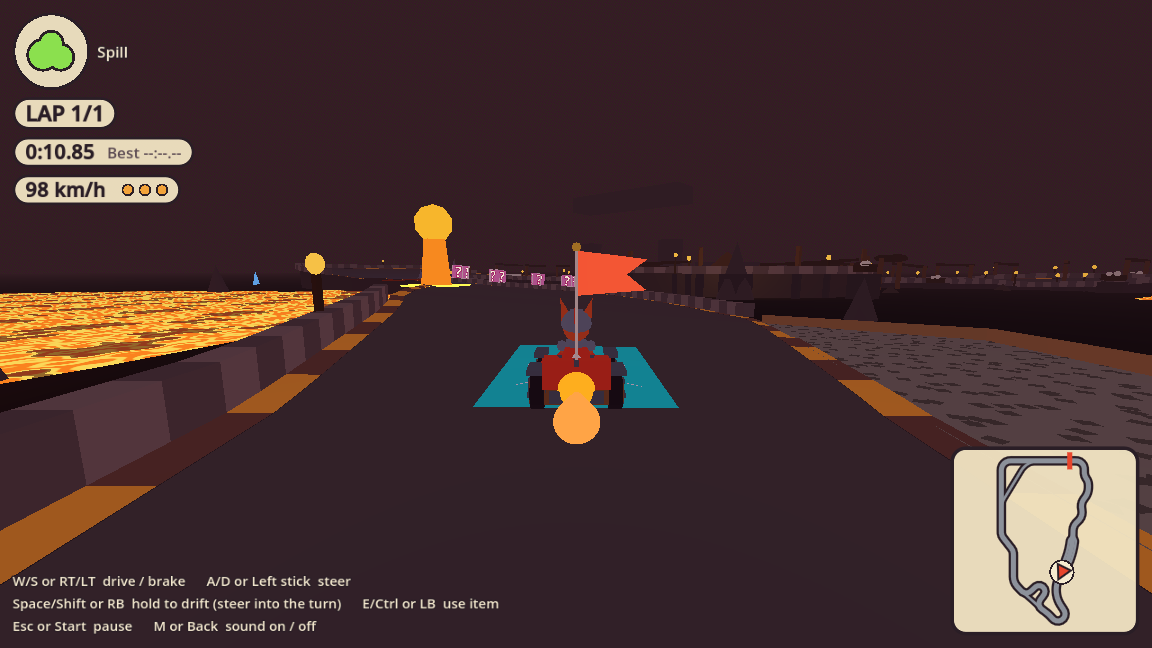 Spill
LAP 1/1
0:10.85 Best --:--.--
98 km/h
? ? ? ? ? ?
W/S or RT/LT drive / brake A/D or Left stick steer
Space/Shift or RB hold to drift (steer into the turn) E/Ctrl or LB use item
Esc or Start pause M or Back sound on / off